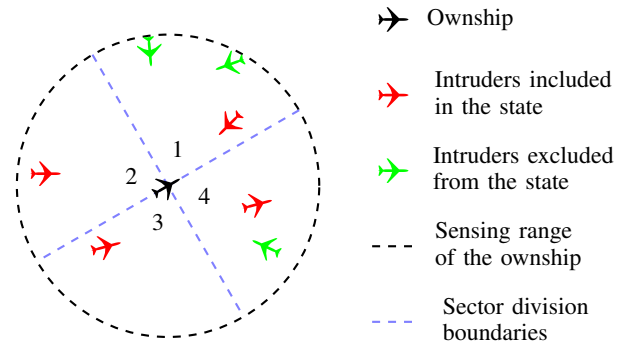 1
2
3
4
Ownship
Intruders included
in the state
Intruders excluded
from the state
Sensing range
of the ownship
Sector division
boundaries